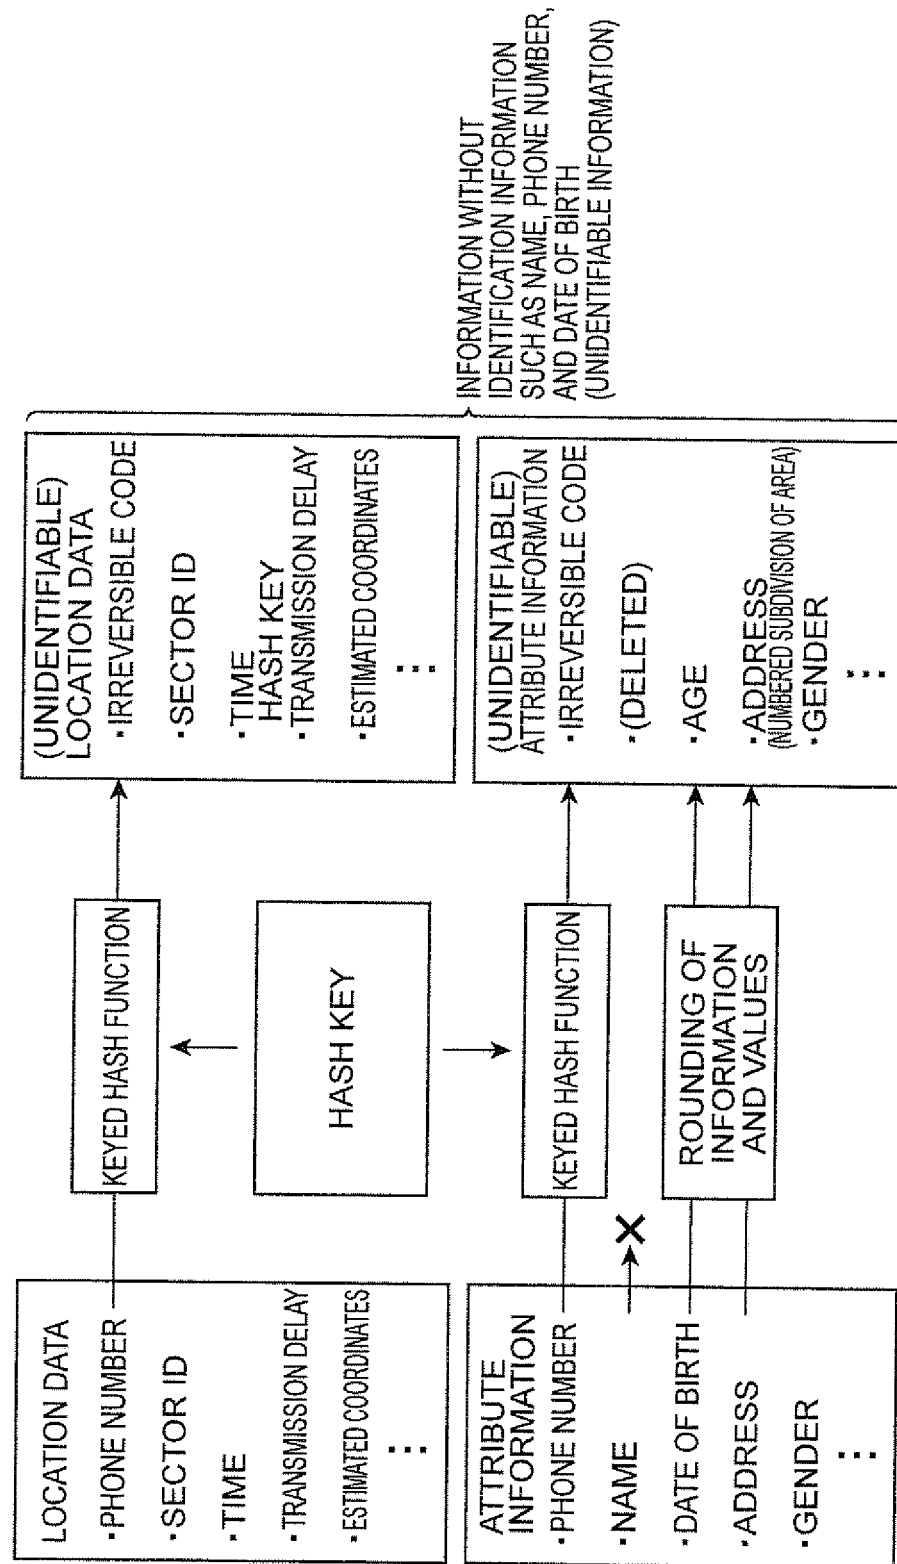 LOCATION DATA
・PHONE NUMBER
・SECTOR ID
・TIME
・TRANSMISSION DELAY
・ESTIMATED COORDINATES
⋮
KEYED HASH FUNCTION
(UNIDENTIFIABLE)
LOCATION DATA
・IRREVERSIBLE CODE
・SECTOR ID
・TIME
HASH KEY
・TRANSMISSION DELAY
・ESTIMATED COORDINATES
⋮
HASH KEY
ATTRIBUTE
INFORMATION
・PHONE NUMBER
・NAME
・DATE OF BIRTH
・ADDRESS
・GENDER
⋮
KEYED HASH FUNCTION
ROUNDING OF
INFORMATION
AND VALUES
(UNIDENTIFIABLE)
ATTRIBUTE INFORMATION
・IRREVERSIBLE CODE
・(DELETED)
・AGE
・ADDRESS
(NUMBERED SUBDIVISION OF AREA)
・GENDER
⋮
INFORMATION WITHOUT
IDENTIFICATION INFORMATION
SUCH AS NAME, PHONE NUMBER,
AND DATE OF BIRTH
(UNIDENTIFIABLE INFORMATION)